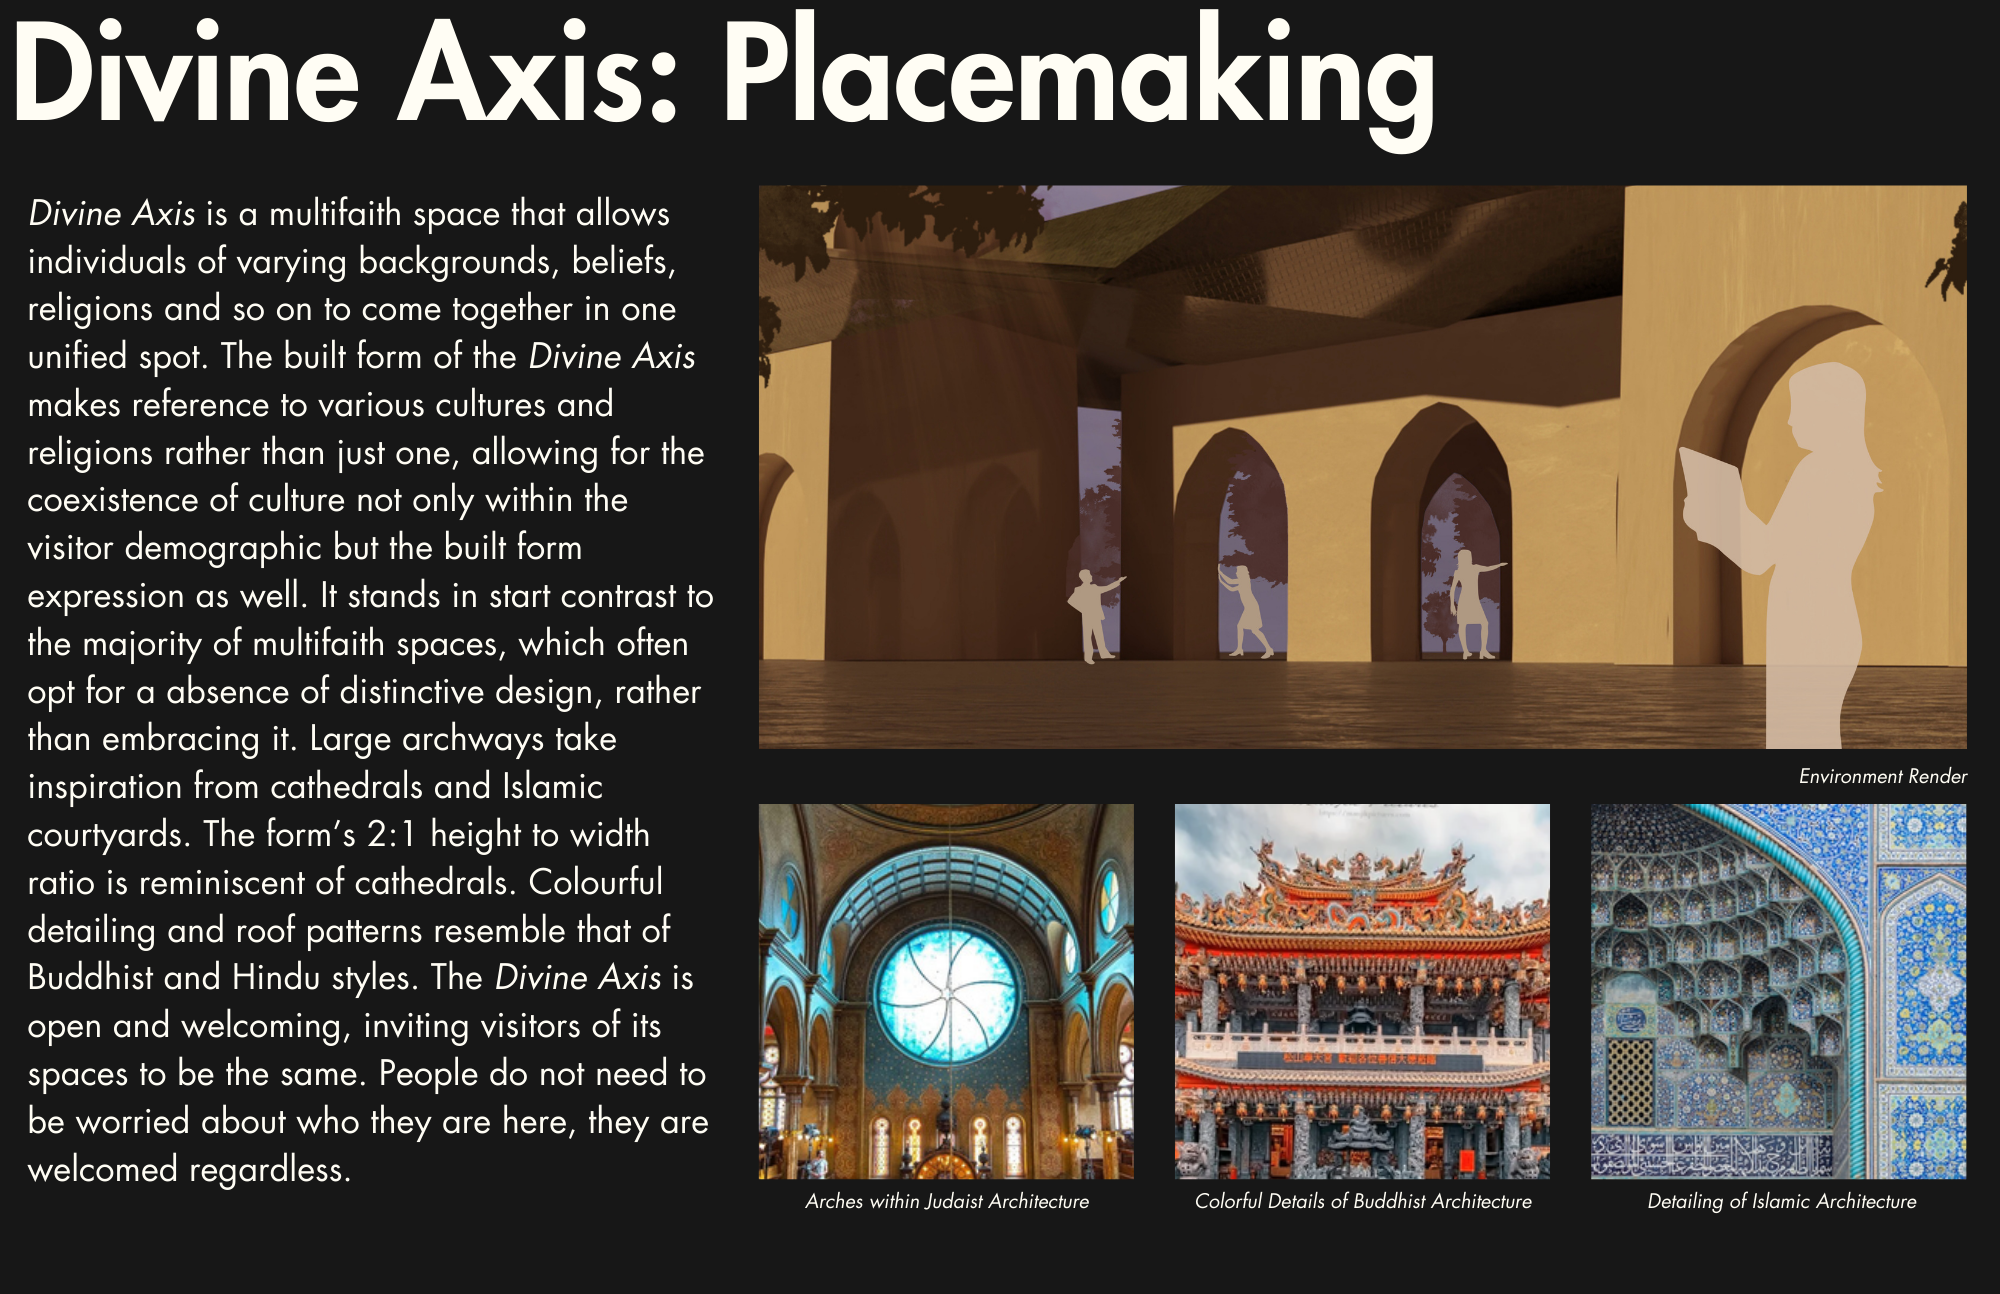 Divine Axis: Placemaking
Divine Axis is a multifaith space that allows
individuals of varying backgrounds, beliefs,
religions and so on to come together in one
unified spot. The built form of the Divine Axis
makes reference to various cultures and
religions rather than just one, allowing for the
coexistence of culture not only within the
visitor demographic but the built form
expression as well. It stands in start contrast to
the majority of multifaith spaces, which often
opt for a absence of distinctive design, rather
than embracing it. Large archways take
inspiration from cathedrals and Islamic
courtyards. The form's 2:1 height to width
ratio is reminiscent of cathedrals. Colourful
detailing and roof patterns resemble that of
Buddhist and Hindu styles. The Divine Axis is
open and welcoming, inviting visitors of its
spaces to be the same. People do not need to
be worried about who they are here, they are
welcomed regardless.
Environment Render
Arches within Judaist Architecture
Colorful Details of Buddhist Architecture
Detailing of Islamic Architecture